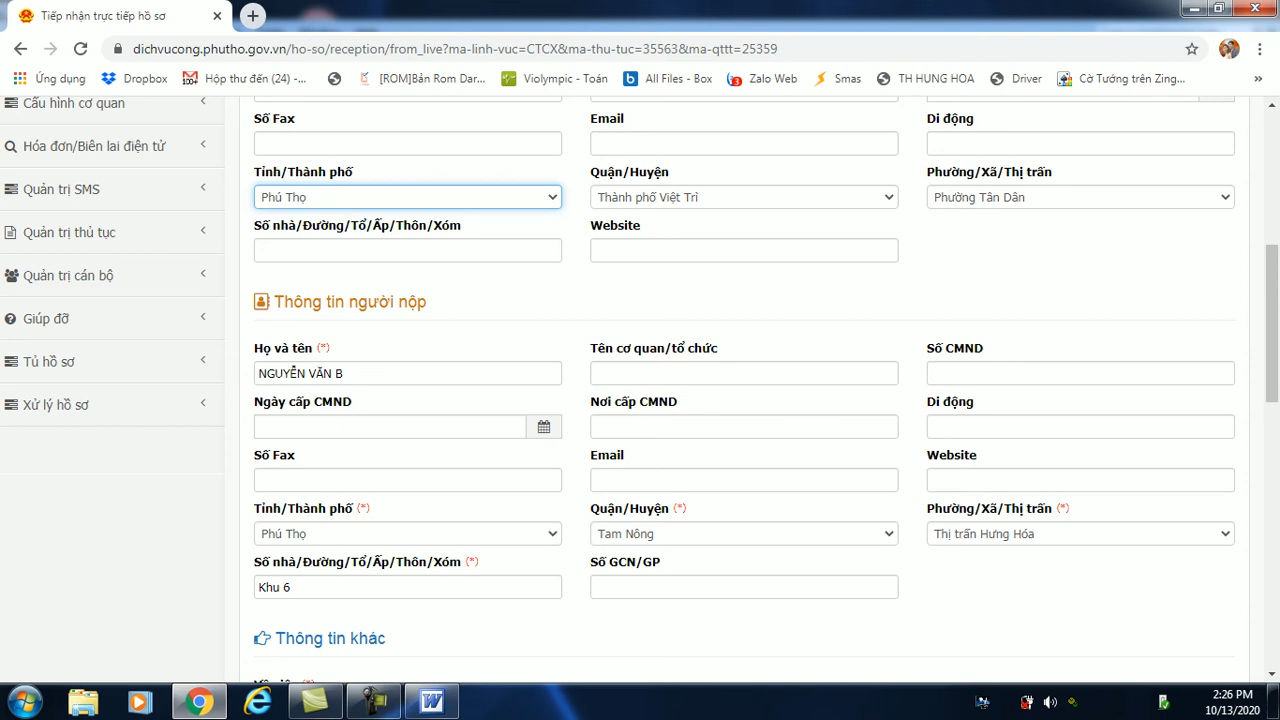 Tiếp nhận trực tiếp hồ sơ
dichvucong.phutho.gov.vn/ho-so/reception/from_live?ma-linh-vuc=CTCX&ma-thu-tuc=35563&ma-qttt=25359
Ứng dụng Dropbox Hộp thư đến (24) -... [ROM]Bản Rom Dar... Violympic - Toán All Files - Box Zalo Web Smas TH HUNG HOA Driver Cờ Tướng trên Zing... »
Cấu hình cơ quan
Hóa đơn/Biên lai điện tử
Quản trị SMS
Quản trị thủ tục
Quản trị cán bộ
Giúp đỡ
Tủ hồ sơ
Xử lý hồ sơ
Số Fax Email Di động
Tỉnh/Thành phố Quận/Huyện Phường/Xã/Thị trấn
Phú Thọ Thành phố Việt Trì Phường Tân Dân
Số nhà/Đường/Tổ/Ấp/Thôn/Xóm Website
Thông tin người nộp
Họ và tên (*) Tên cơ quan/tổ chức Số CMND
NGUYỄN VĂN B
Ngày cấp CMND Nơi cấp CMND Di động
Số Fax Email Website
Tỉnh/Thành phố (*) Quận/Huyện (*) Phường/Xã/Thị trấn (*)
Phú Thọ Tam Nông Thị trấn Hưng Hóa
Số nhà/Đường/Tổ/Ấp/Thôn/Xóm (*) Số GCN/GP
Khu 6
Thông tin khác
2:26 PM
10/13/2020